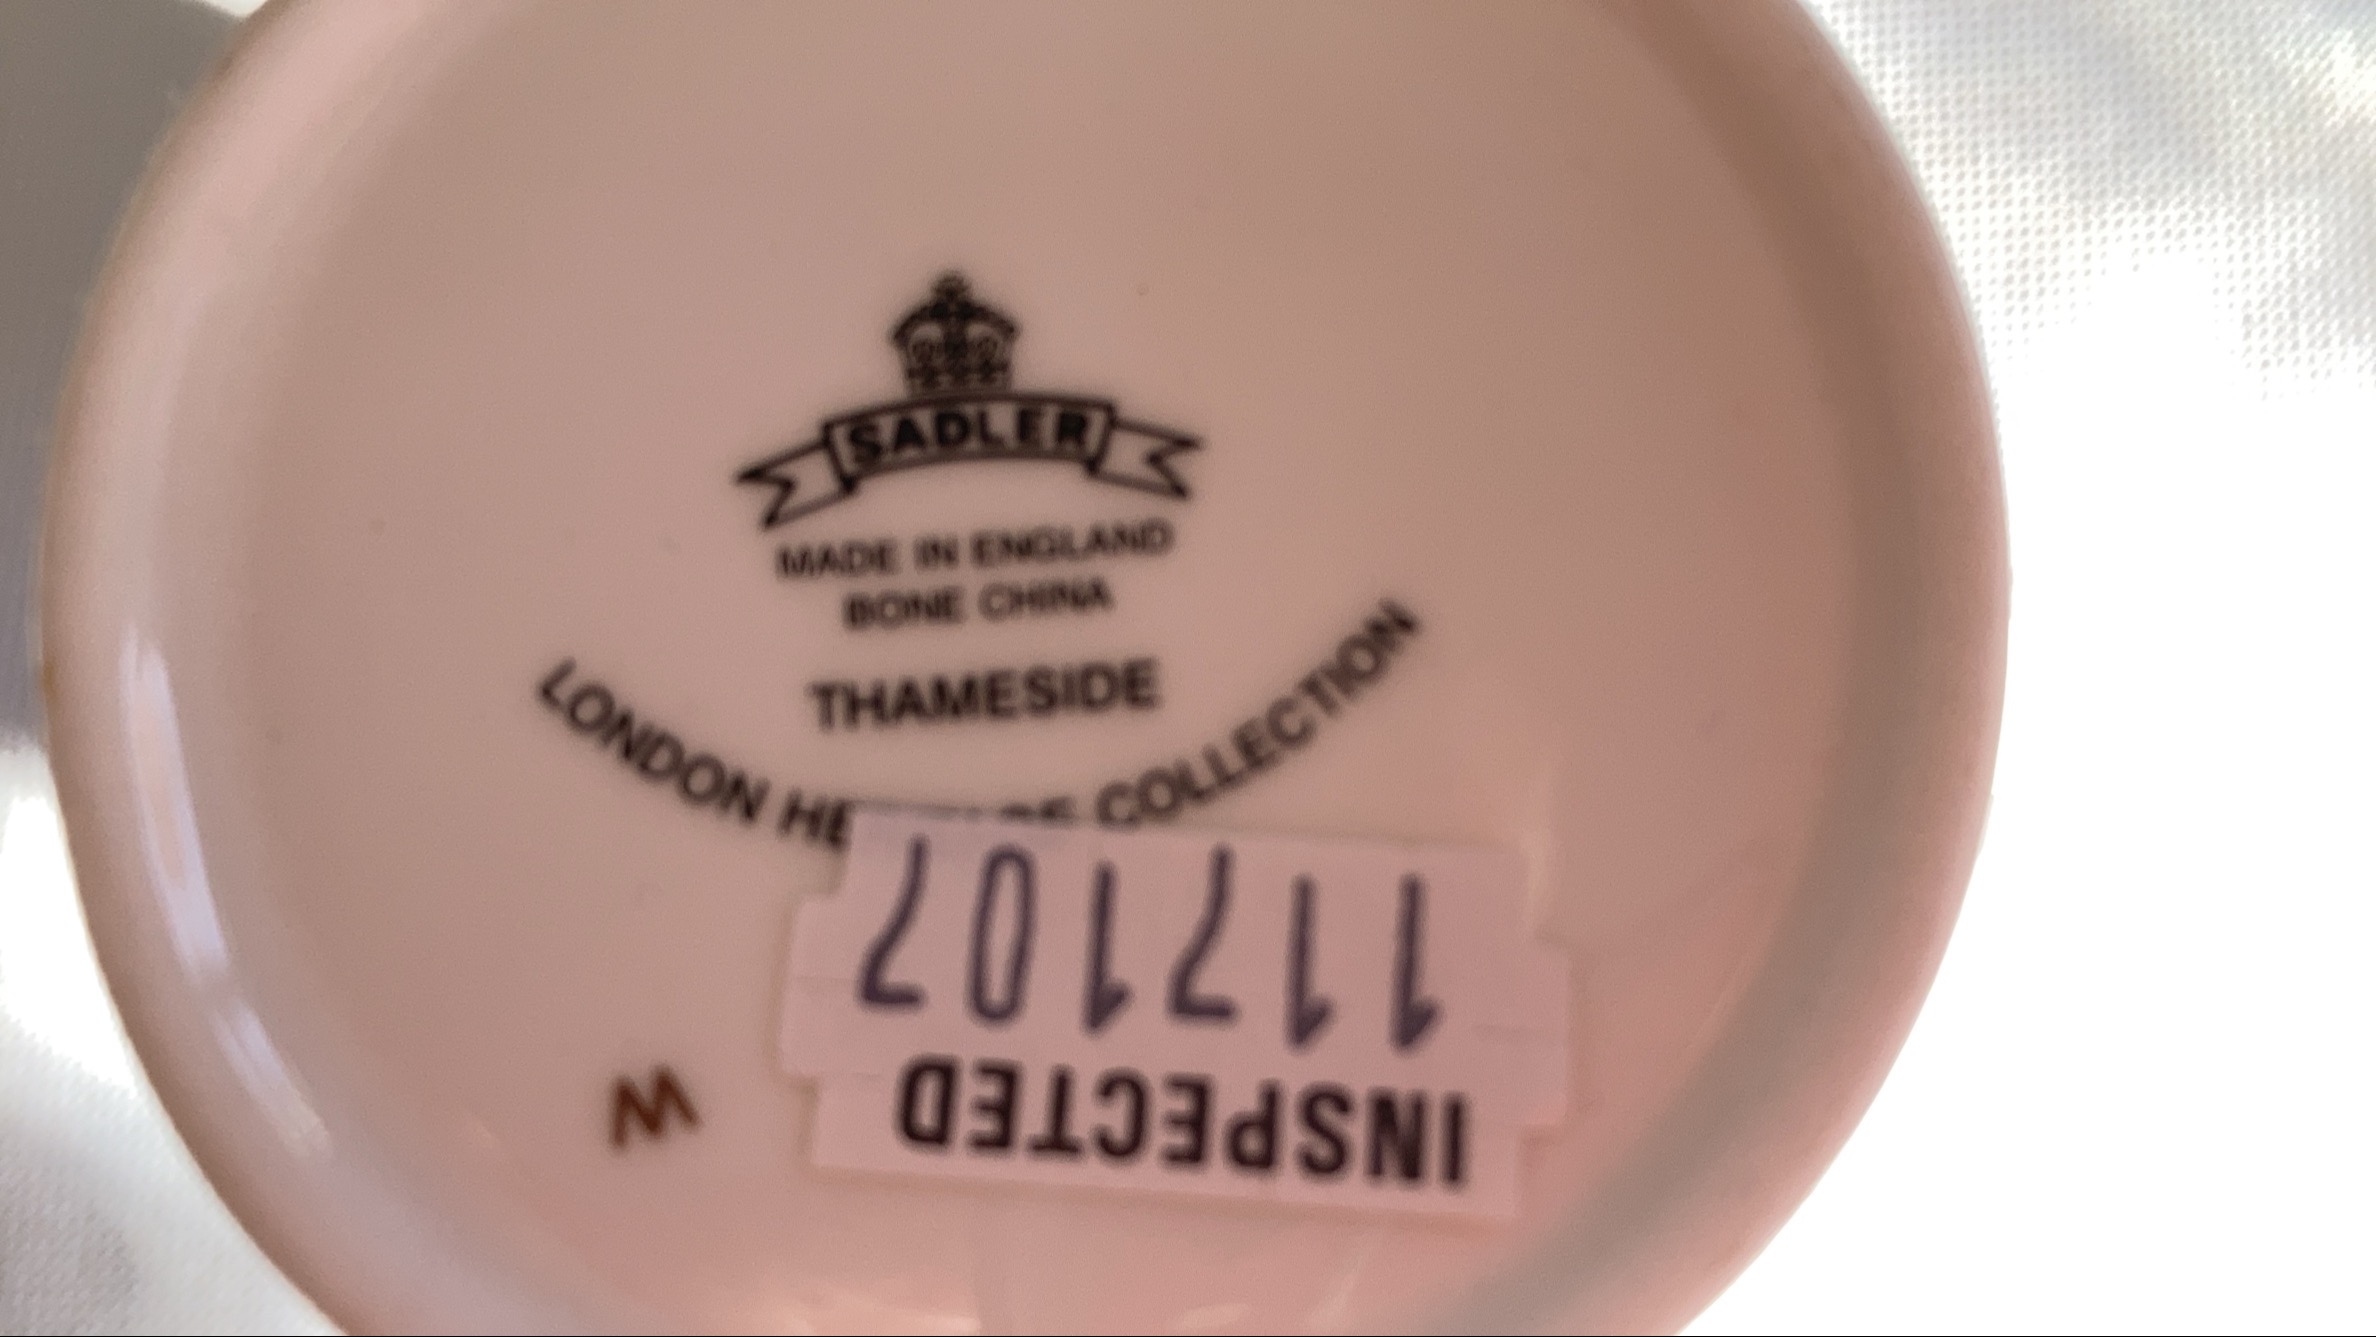 SADLER
MADE IN ENGLAND
BONE CHINA
THAMESIDE
LONDON COLLECTION
W
INSPECTED
117107